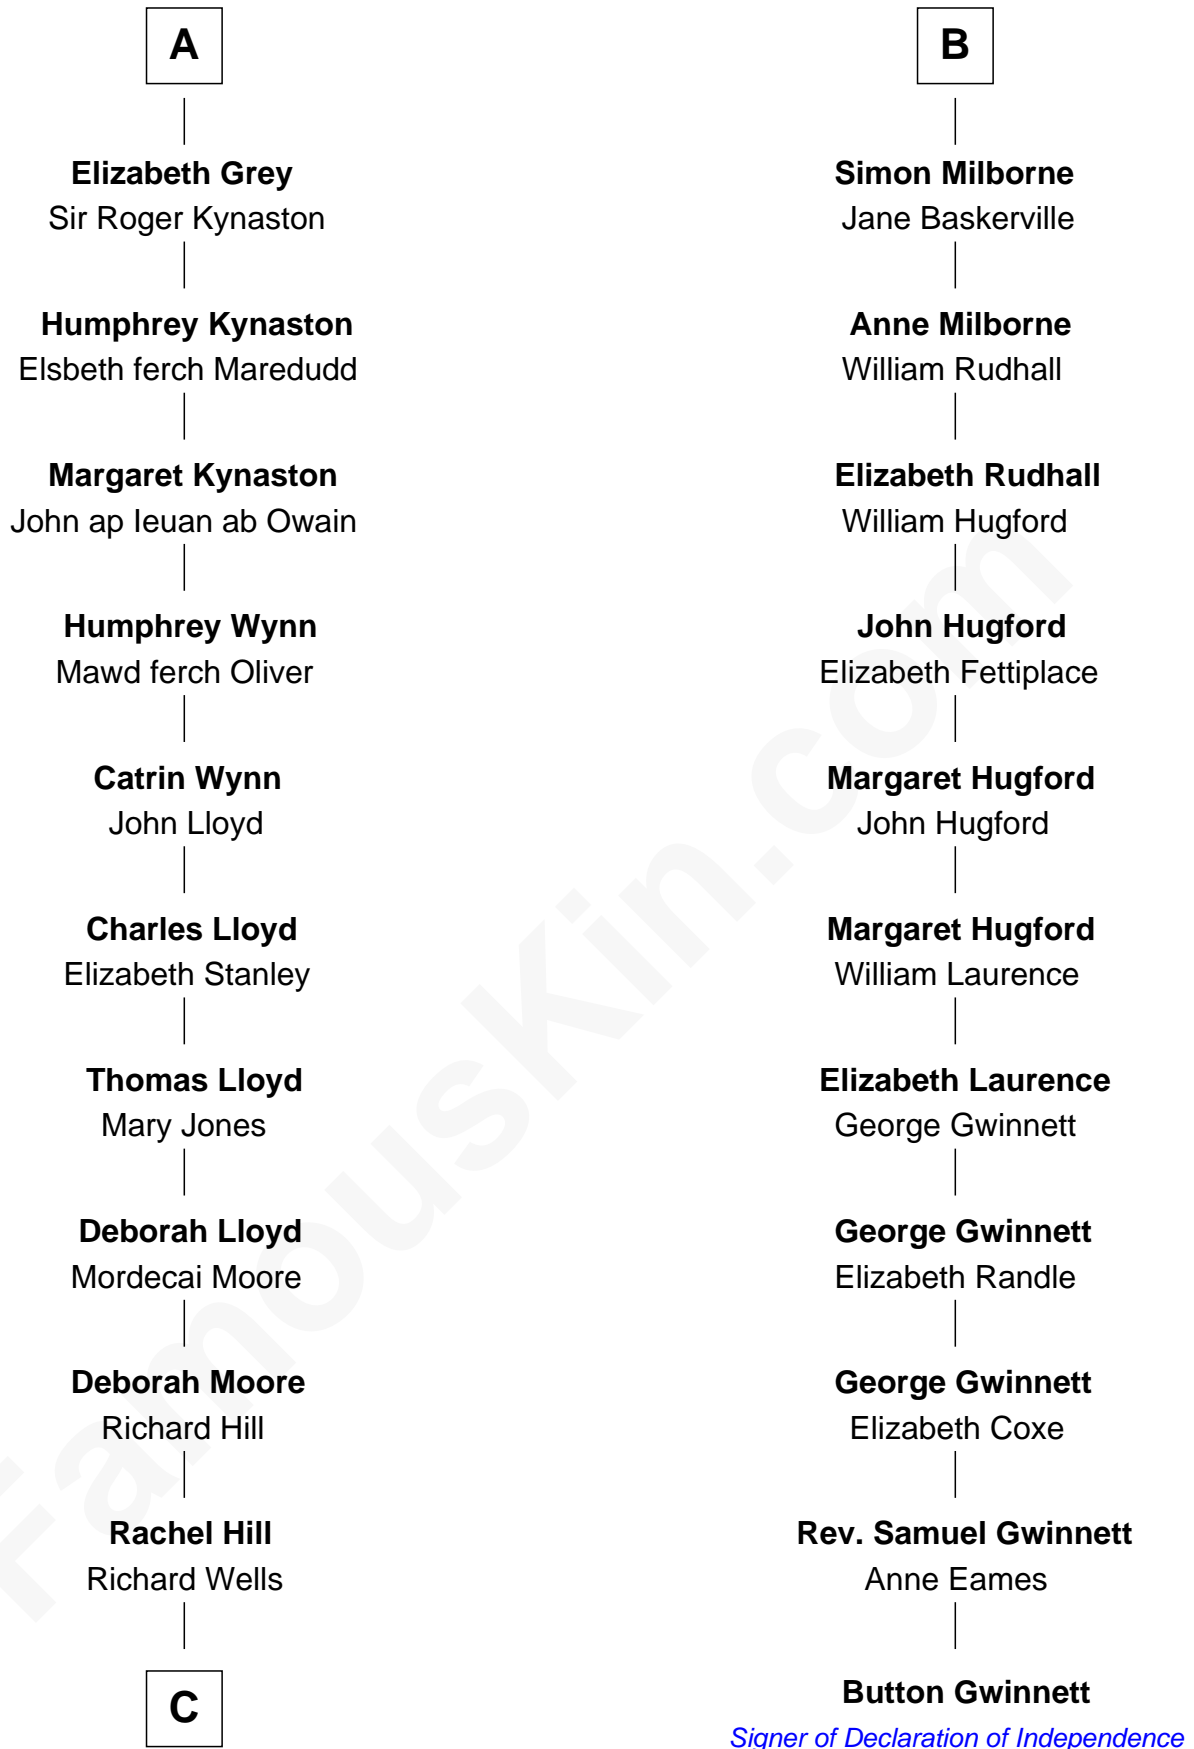 A
Elizabeth Grey
Sir Roger Kynaston
Humphrey Kynaston
Elsbeth ferch Maredudd
Margaret Kynaston
John ap Ieuan ab Owain
Humphrey Wynn
Mawd ferch Oliver
Catrin Wynn
John Lloyd
Charles Lloyd
Elizabeth Stanley
Thomas Lloyd
Mary Jones
Deborah Lloyd
Mordecai Moore
Deborah Moore
Richard Hill
Rachel Hill
Richard Wells
C
B
Simon Milborne
Jane Baskerville
Anne Milborne
William Rudhall
Elizabeth Rudhall
William Hugford
John Hugford
Elizabeth Fettiplace
Margaret Hugford
John Hugford
Margaret Hugford
William Laurence
Elizabeth Laurence
George Gwinnett
George Gwinnett
Elizabeth Randle
George Gwinnett
Elizabeth Coxe
Rev. Samuel Gwinnett
Anne Eames
Button Gwinnett
Signer of Declaration of Independence
FamousKin.com